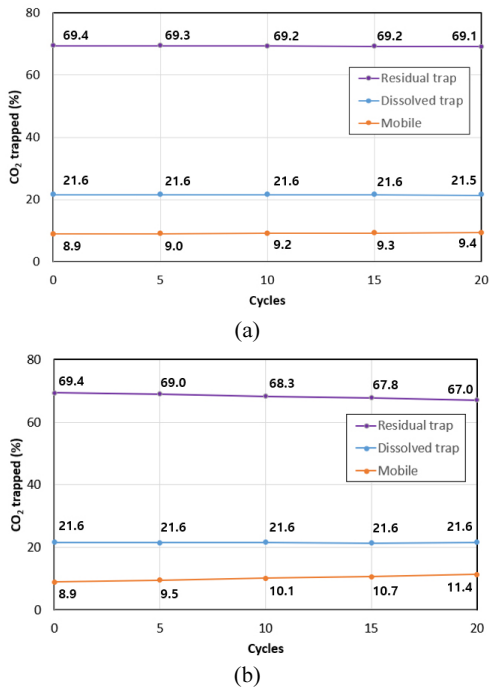 80
69.4 69.3 69.2 69.2 69.1
60
Residual trap
Dissolved trap
Mobile
CO₂ trapped (%)
40
21.6 21.6 21.6 21.6 21.5
20
8.9 9.0 9.2 9.3 9.4
0
0 5 10 15 20
Cycles
(a)
80
69.4 69.0 68.3 67.8 67.0
60
Residual trap
Dissolved trap
Mobile
CO₂ trapped (%)
40
21.6 21.6 21.6 21.6 21.6
20
8.9 9.5 10.1 10.7 11.4
0
0 5 10 15 20
Cycles
(b)